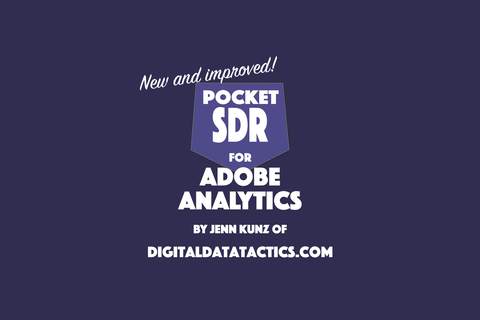 New and improved!
POCKET
SDR
FOR
ADOBE
ANALYTICS
BY JENN KUNZ OF
DIGITALDATATACTICS.COM